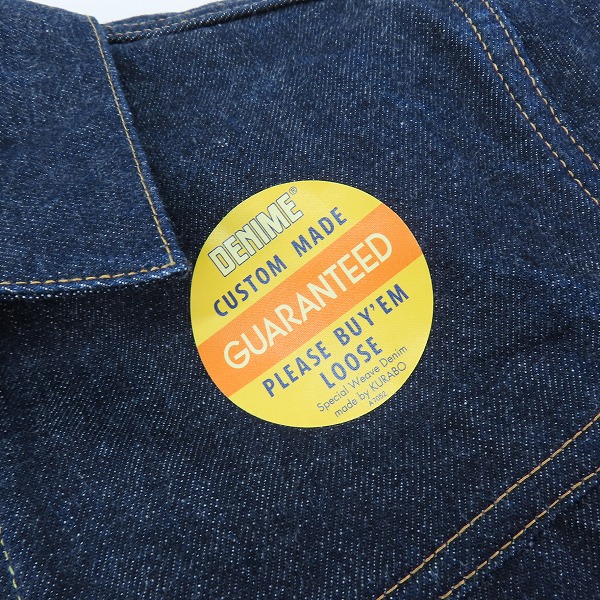 DENIME®
CUSTOM MADE
GUARANTEED
PLEASE BUY'EM
LOOSE
Special Weave Denim
made by KURABO